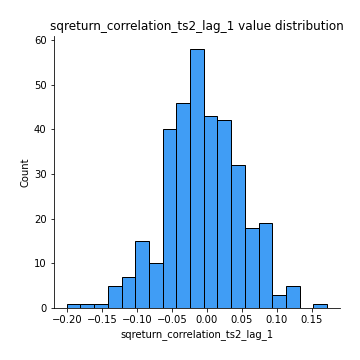 sqreturn_correlation_ts2_lag_1 value distribution
60
50
40
30
20
10
0
Count
−0.20 −0.15 −0.10 −0.05 0.00 0.05 0.10 0.15
sqreturn_correlation_ts2_lag_1